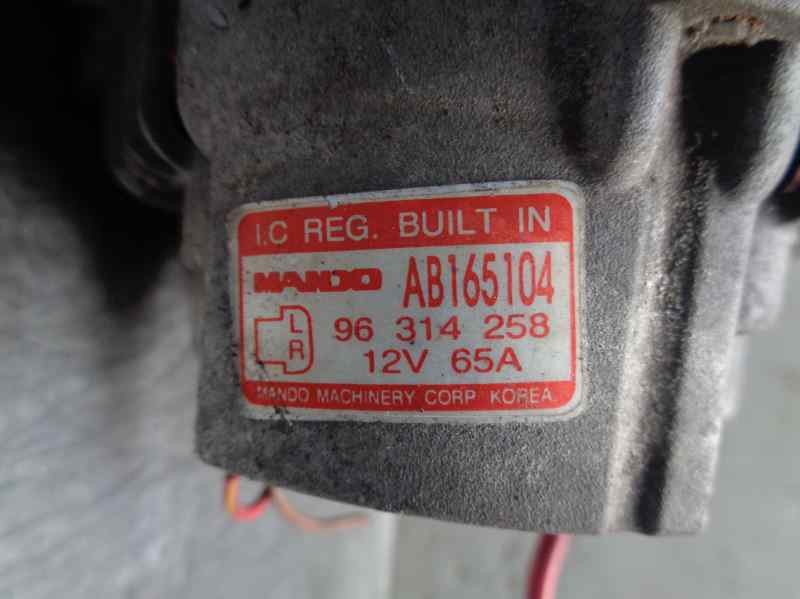 I.C REG. BUILT IN
MANDO AB165104
L
R
96 314 258
12V 65A
MANDO MACHINERY CORP KOREA